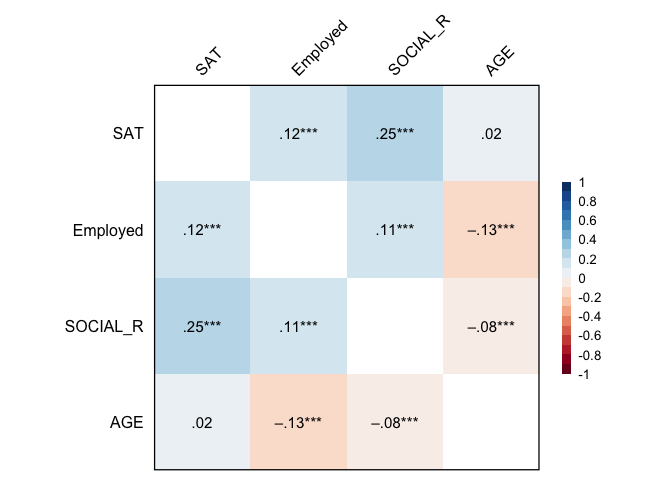 SAT Employed SOCIAL_R AGE
SAT .12*** .25*** .02
Employed .12*** .11*** –.13***
SOCIAL_R .25*** .11*** –.08***
AGE .02 –.13*** –.08***
1
0.8
0.6
0.4
0.2
0
-0.2
-0.4
-0.6
-0.8
-1